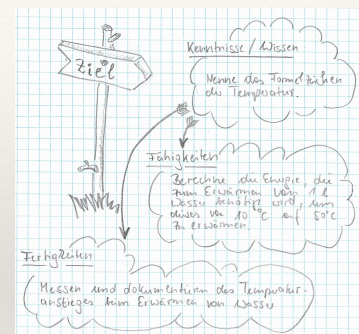 Ziel
Kenntnisse / Wissen
Nenne das Formelzeichen
der Temperatur.
Fähigkeiten
Berechne die Energie, die
zum Erwärmen von 1 l
Wasser benötigt wird, um
dieses von 10 °C auf 50°C
zu erwärmen.
Fertigkeiten
Messen und dokumentieren des Temperatur-
anstieges beim Erwärmen von Wasser